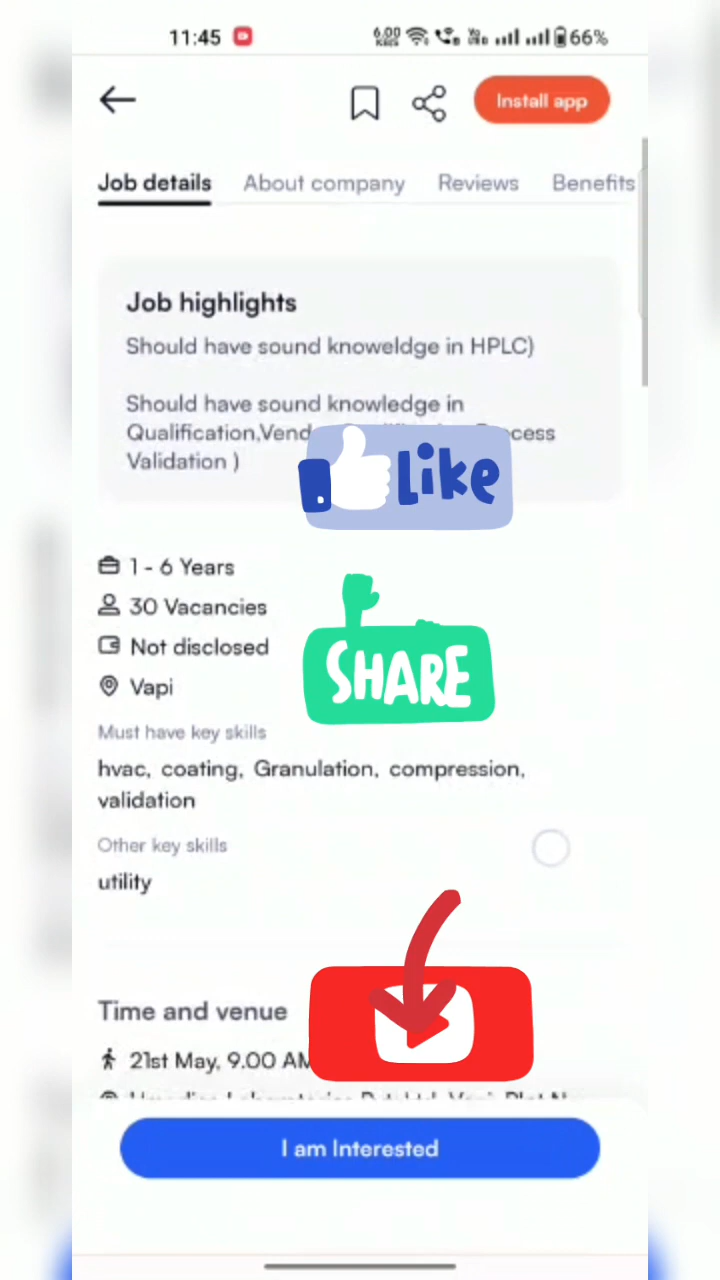 11:45
66%
Install app
Job details About company Reviews Benefits
Job highlights
Should have sound knoweldge in HPLC)
Should have sound knowledge in
Qualification,Vend
Validation )
Like
1 - 6 Years
30 Vacancies
Not disclosed
SHARE
Vapi
Must have key skills
hvac, coating, Granulation, compression,
validation
Other key skills
utility
Time and venue
21st May, 9.00 AM
I am Interested